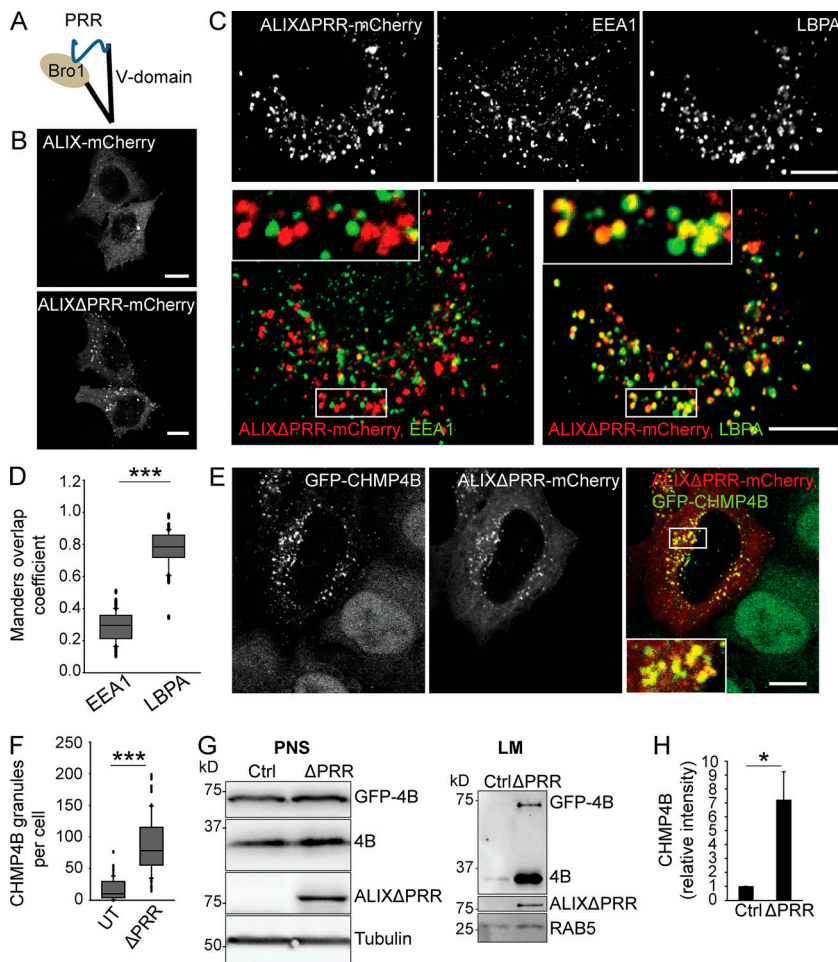 A
PRR
Bro1
V-domain
B
ALIX-mCherry
ALIXΔPRR-mCherry
C
ALIXΔPRR-mCherry
EEA1
LBPA
ALIXΔPRR-mCherry, EEA1
ALIXΔPRR-mCherry, LBPA
D
***
Manders overlap
coefficient
1.0
0.8
0.6
0.4
0.2
0.0
EEA1
LBPA
E
GFP-CHMP4B
ALIXΔPRR-mCherry
ALIXΔPRR-mCherry,
GFP-CHMP4B
F
***
CHMP4B granules
per cell
250
200
150
100
50
0
UT
ΔPRR
G
PNS
kD
Ctrl
ΔPRR
75
GFP-4B
37
4B
75
ALIXΔPRR
50
Tubulin
LM
kD
Ctrl ΔPRR
75
GFP-4B
37
4B
75
ALIXΔPRR
25
RAB5
H
*
CHMP4B
(relative intensity)
10
9
8
7
6
5
4
3
2
1
0
Ctrl ΔPRR